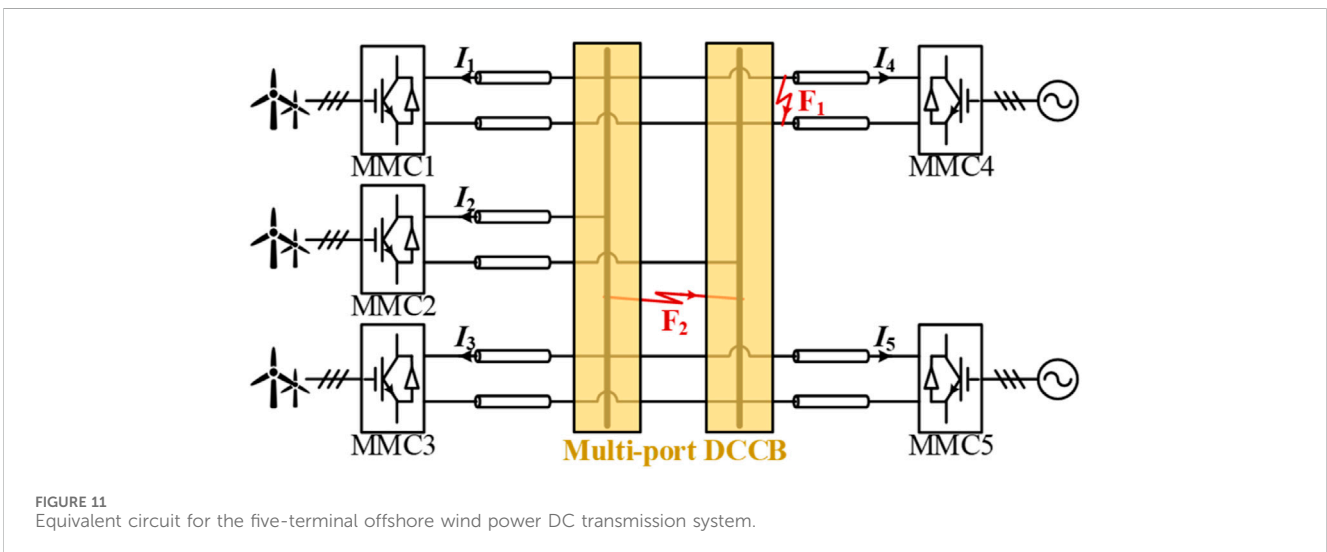 I1
I4
F1
MMC1
MMC4
I2
MMC2
F2
I3
I5
MMC3
Multi-port DCCB
MMC5
FIGURE 11
Equivalent circuit for the five-terminal offshore wind power DC transmission system.